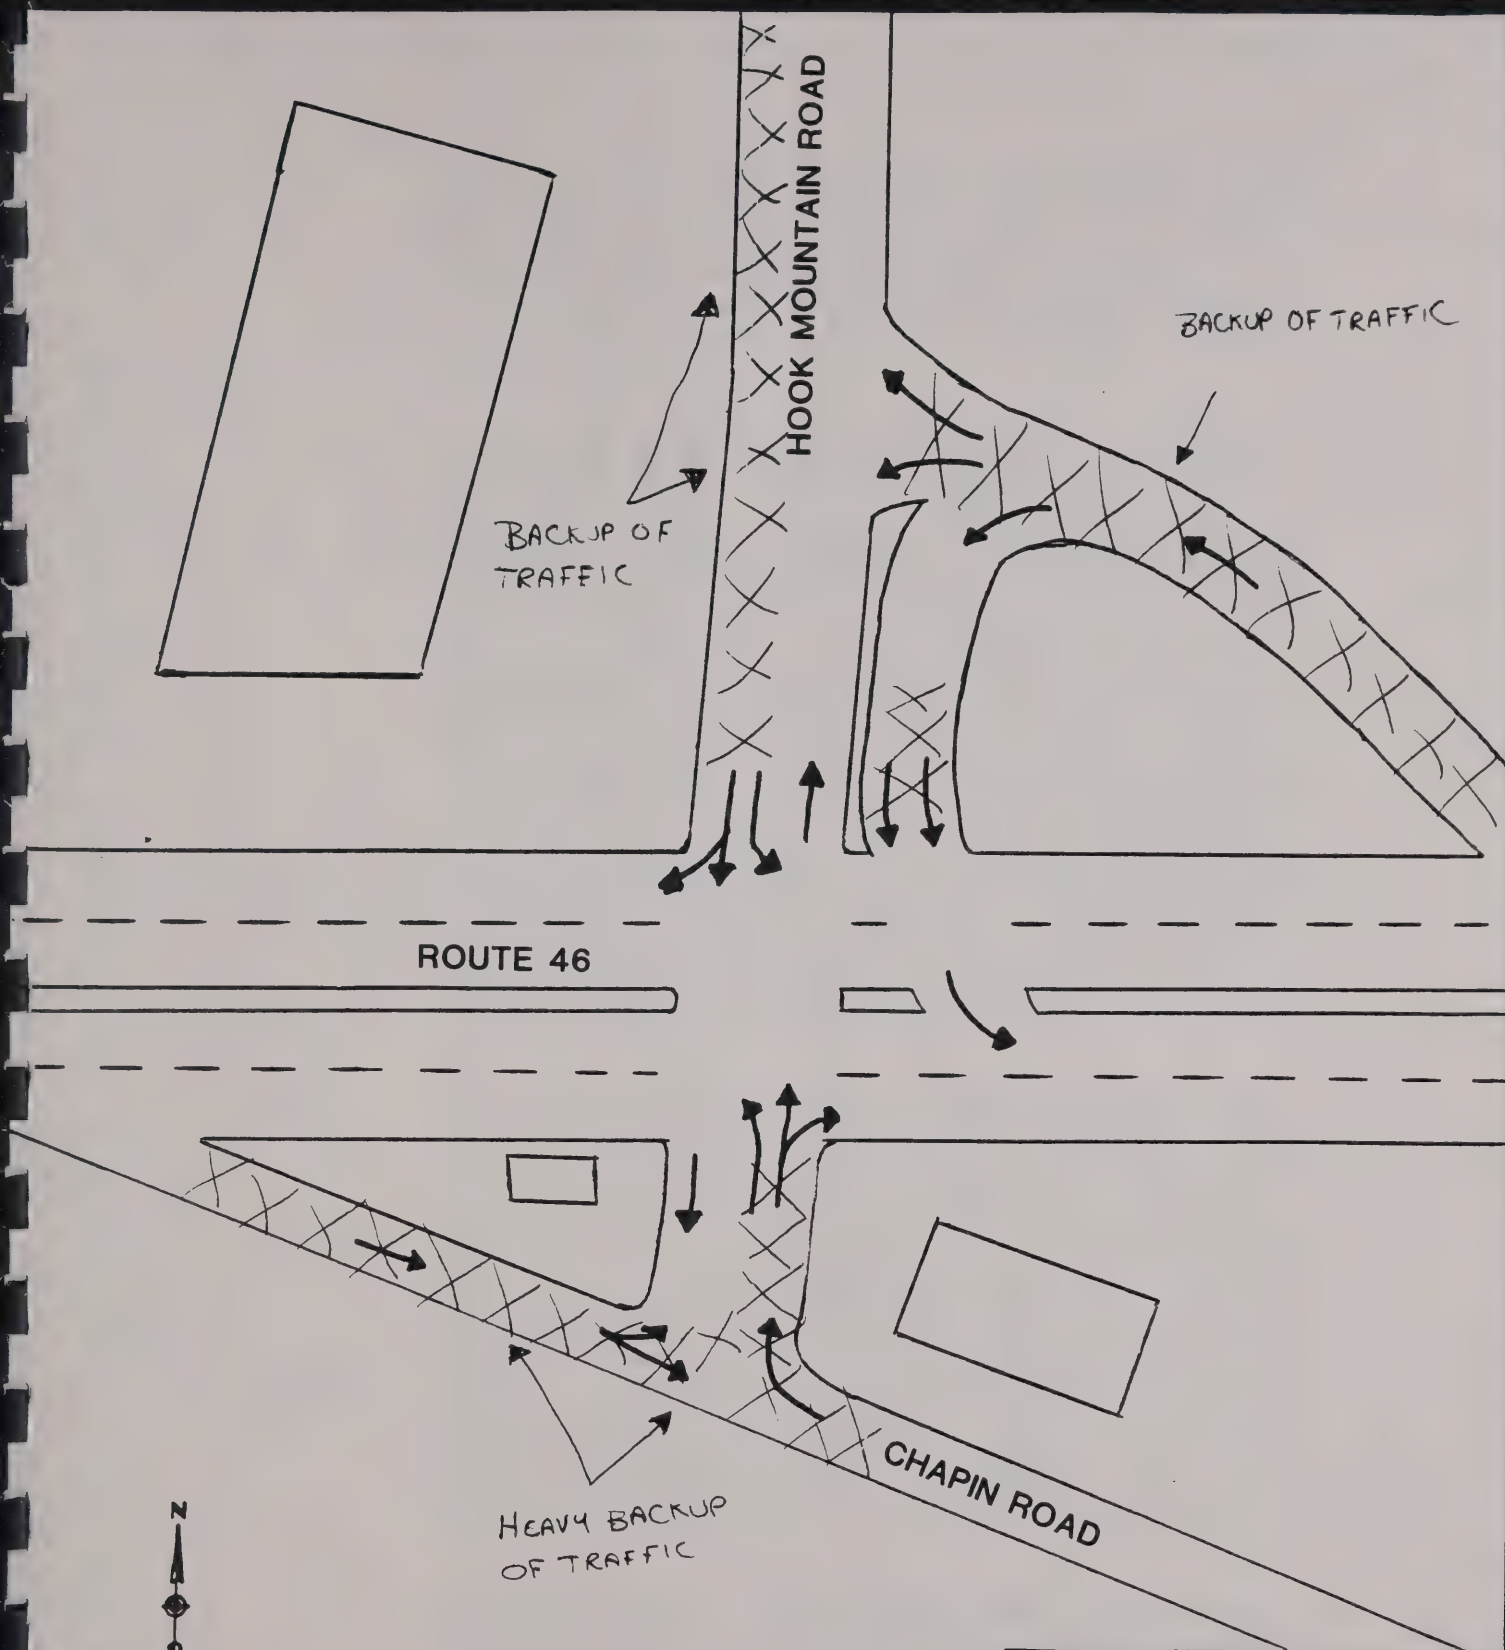 HOOK MOUNTAIN ROAD
BACKUP OF TRAFFIC
BACKUP OF
TRAFFIC
ROUTE 46
CHAPIN ROAD
HEAVY BACKUP
OF TRAFFIC
N